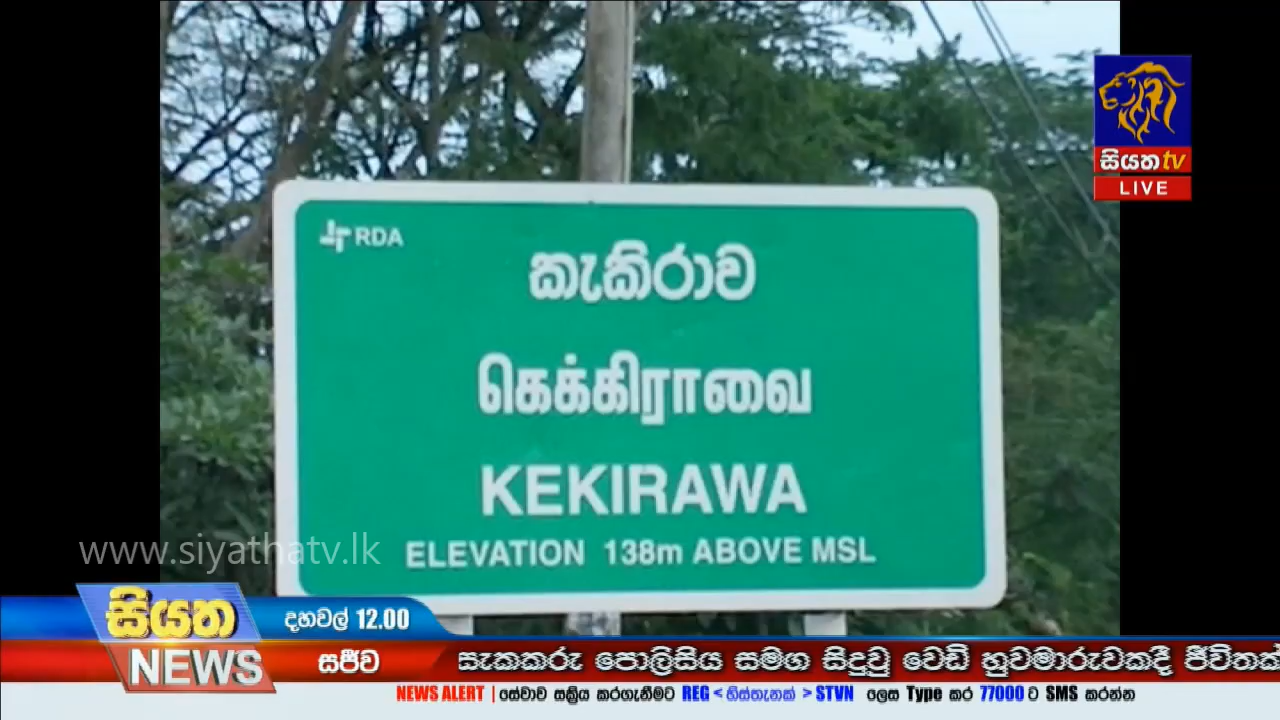 සියත tv
LIVE
RDA
කැකිරාව
கெக்கிராவை
KEKIRAWA
ELEVATION 138m ABOVE MSL
www.siyathatv.lk
සියත
NEWS
දහවල් 12.00
සජීව
සැකකරු පොලිසිය සමග සිදුවූ වෙඩි හුවමාරුවකදී ජීවිතක්
NEWS ALERT | සේවාව සක්‍රිය කරගැනීමට REG < හිස්තැනක් > STVN ලෙස Type කර 77000 ට SMS කරන්න